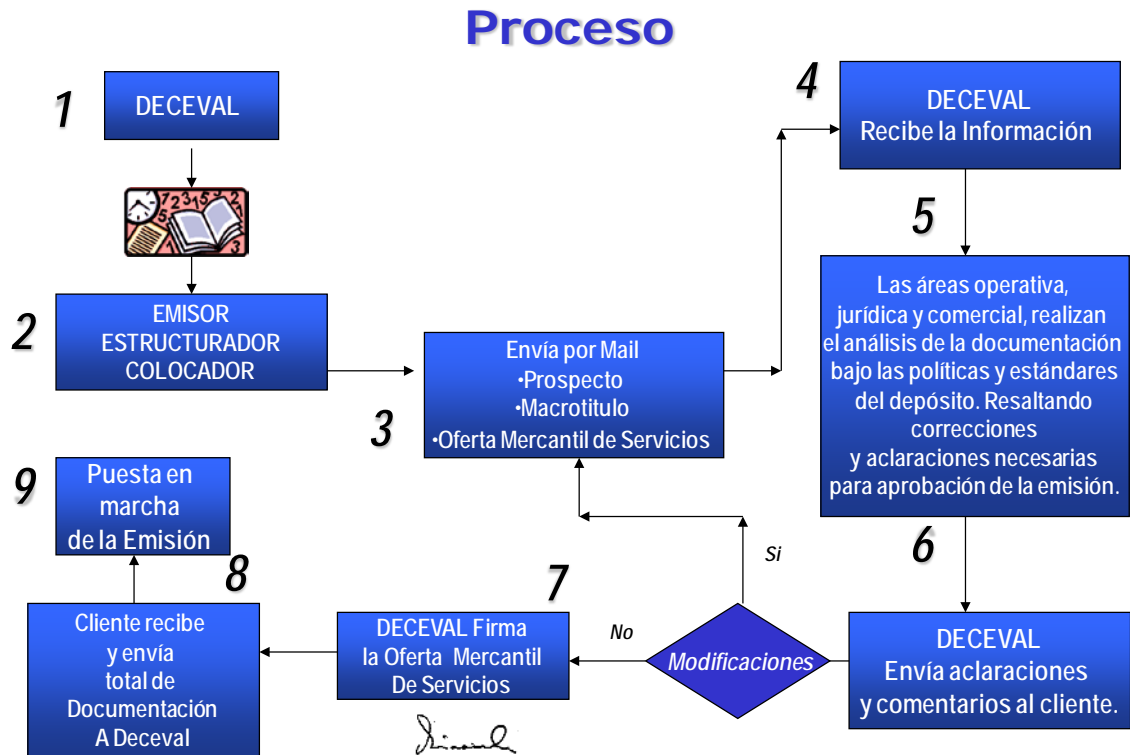 Proceso
1
DECEVAL
2
EMISOR
ESTRUCTURADOR
COLOCADOR
3
Envía por Mail
•Prospecto
•Macrotitulo
•Oferta Mercantil de Servicios
4
DECEVAL
Recibe la Información
5
Las áreas operativa,
jurídica y comercial, realizan
el análisis de la documentación
bajo las políticas y estándares
del depósito. Resaltando
correcciones
y aclaraciones necesarias
para aprobación de la emisión.
6
DECEVAL
Envía aclaraciones
y comentarios al cliente.
Modificaciones
Si
No
7
DECEVAL Firma
la Oferta Mercantil
De Servicios
8
Cliente recibe
y envía
total de
Documentación
A Deceval
9
Puesta en
marcha
de la Emisión